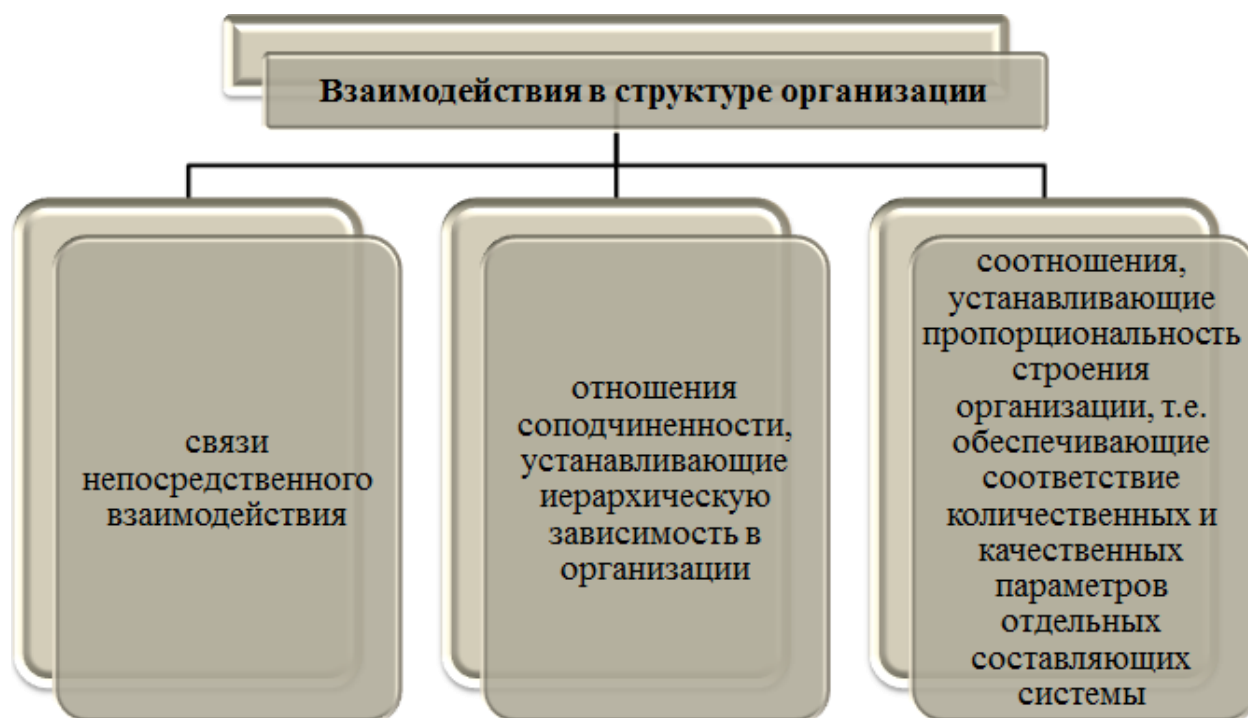 Взаимодействия в структуре организации
связи
непосредственного
взаимодействия
отношения
соподчиненности,
устанавливающие
иерархическую
зависимость в
организации
соотношения,
устанавливающие
пропорциональность
строения
организации, т.е.
обеспечивающие
соответствие
количественных и
качественных
параметров
отдельных
составляющих
системы